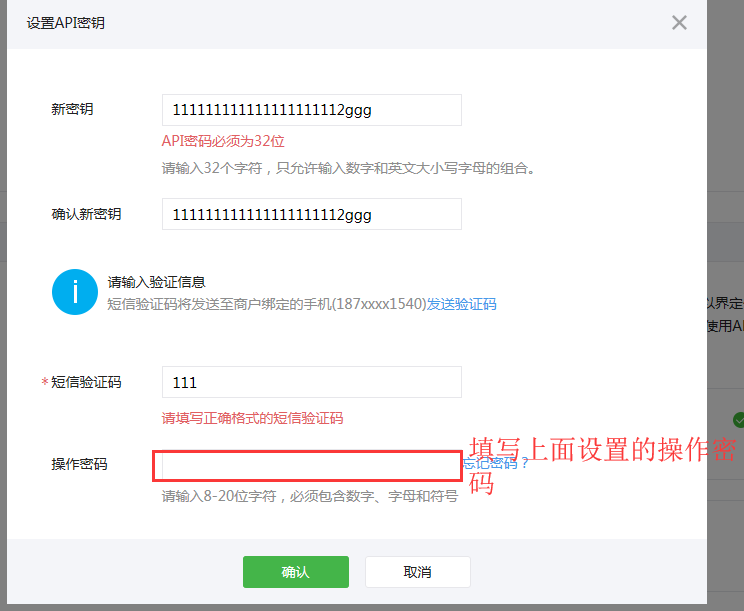 设置API密钥
新密钥
111111111111111111112ggg
API密码必须为32位
请输入32个字符，只允许输入数字和英文大小写字母的组合。
确认新密钥
111111111111111111112ggg
请输入验证信息
短信验证码将发送至商户绑定的手机(187xxxx1540)发送验证码
以界定
使用AP
*短信验证码
111
请填写正确格式的短信验证码
填写上面设置的操作密
操作密码
忘记密码？
码
请输入8-20位字符，必须包含数字、字母和符号
确认
取消